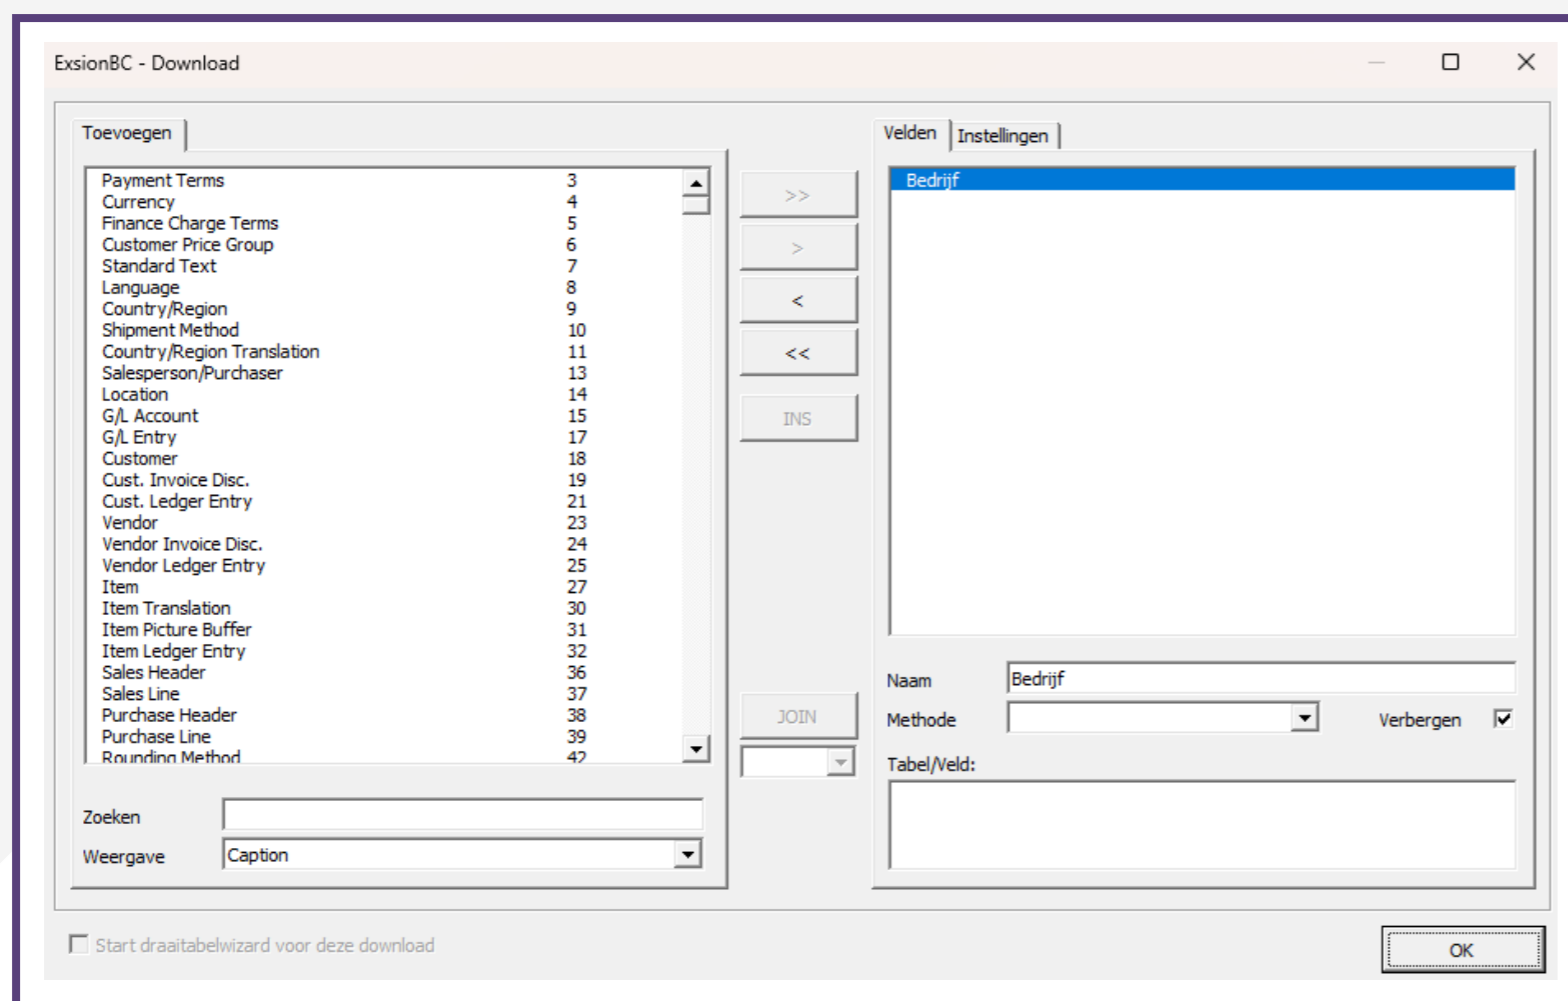 ExsionBC - Download
Toevoegen
Payment Terms 3
Currency 4
Finance Charge Terms 5
Customer Price Group 6
Standard Text 7
Language 8
Country/Region 9
Shipment Method 10
Country/Region Translation 11
Salesperson/Purchaser 13
Location 14
G/L Account 15
G/L Entry 17
Customer 18
Cust. Invoice Disc. 19
Cust. Ledger Entry 21
Vendor 23
Vendor Invoice Disc. 24
Vendor Ledger Entry 25
Item 27
Item Translation 30
Item Picture Buffer 31
Item Ledger Entry 32
Sales Header 36
Sales Line 37
Purchase Header 38
Purchase Line 39
Rounding Method 42
Zoeken
Weergave Caption
>>
>
<
<<
INS
JOIN
Velden Instellingen
Bedrijf
Naam Bedrijf
Methode Verbergen
Tabel/Veld:
Start draaitabelwizard voor deze download
OK